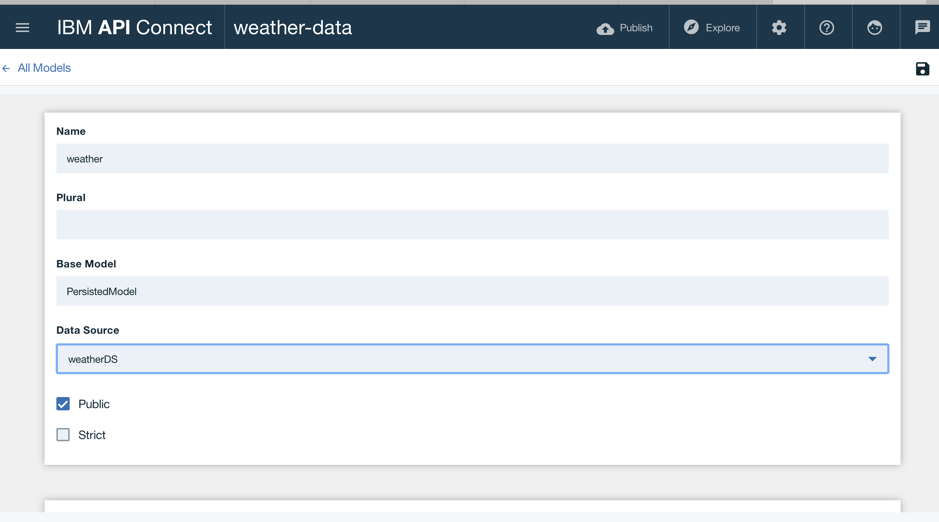 IBM API Connect weather-data Publish Explore
← All Models
Name
weather
Plural
Base Model
PersistedModel
Data Source
weatherDS
Public
Strict